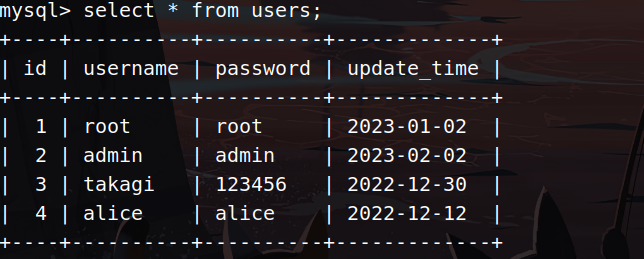 mysql> select * from users;
+----+----------+----------+-------------+
| id | username | password | update_time |
+----+----------+----------+-------------+
|  1 | root     | root     | 2023-01-02  |
|  2 | admin    | admin    | 2023-02-02  |
|  3 | takagi   | 123456   | 2022-12-30  |
|  4 | alice    | alice    | 2022-12-12  |
+----+----------+----------+-------------+